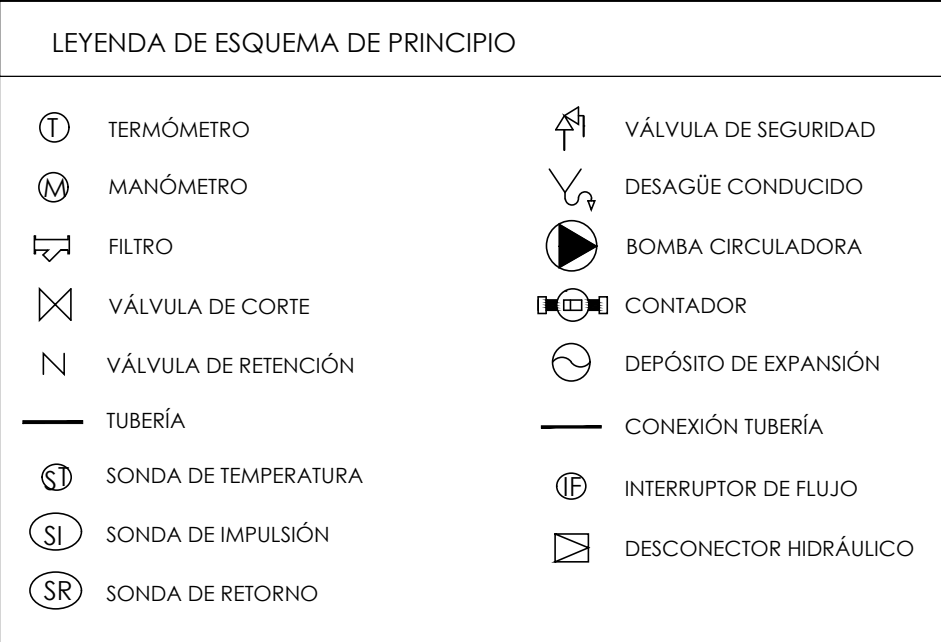 LEYENDA DE ESQUEMA DE PRINCIPIO
T TERMÓMETRO
M MANÓMETRO
FILTRO
VÁLVULA DE CORTE
N VÁLVULA DE RETENCIÓN
TUBERÍA
ST SONDA DE TEMPERATURA
SI SONDA DE IMPULSIÓN
SR SONDA DE RETORNO
VÁLVULA DE SEGURIDAD
DESAGÜE CONDUCIDO
BOMBA CIRCULADORA
CONTADOR
DEPÓSITO DE EXPANSIÓN
CONEXIÓN TUBERÍA
IF INTERRUPTOR DE FLUJO
DESCONECTOR HIDRÁULICO